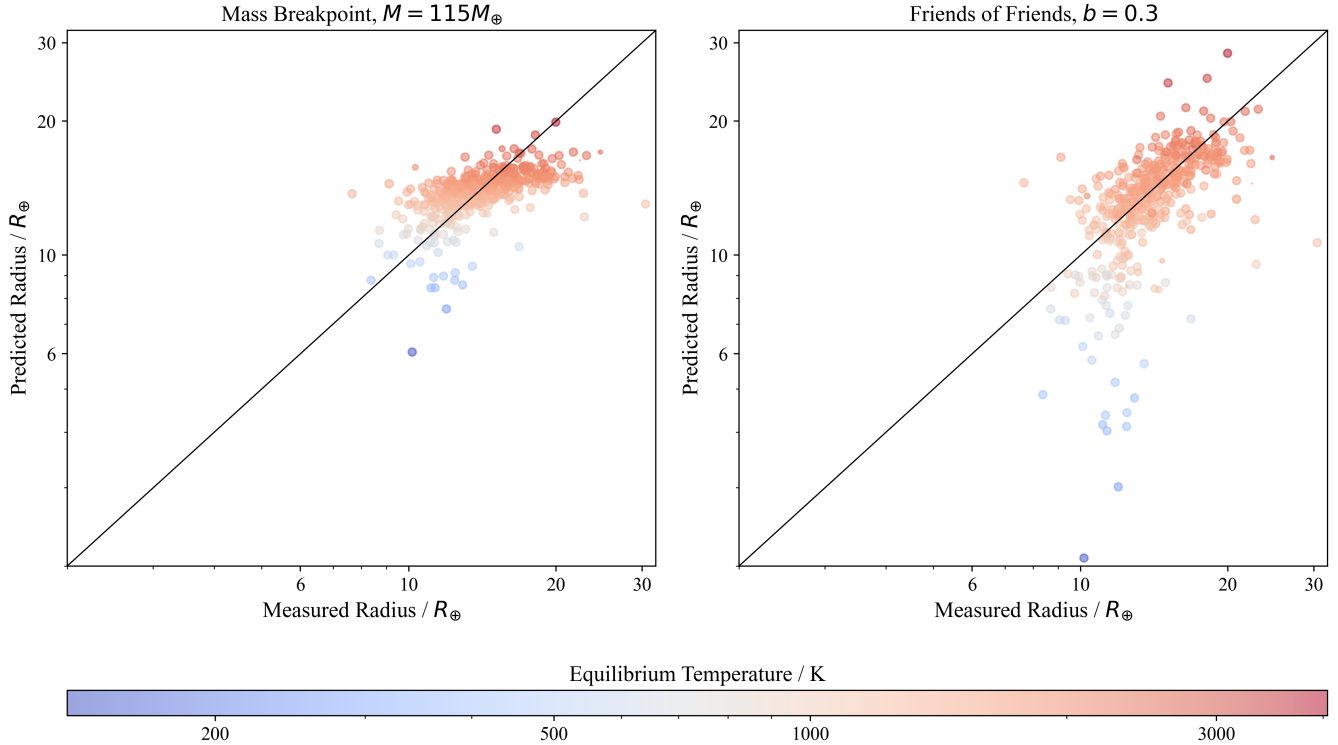 Mass Breakpoint, M = 115M⊕
Friends of Friends, b = 0.3
30
20
10
6
Predicted Radius / R⊕
6
10
20
30
Measured Radius / R⊕
30
20
10
6
Predicted Radius / R⊕
6
10
20
30
Measured Radius / R⊕
Equilibrium Temperature / K
200
500
1000
3000